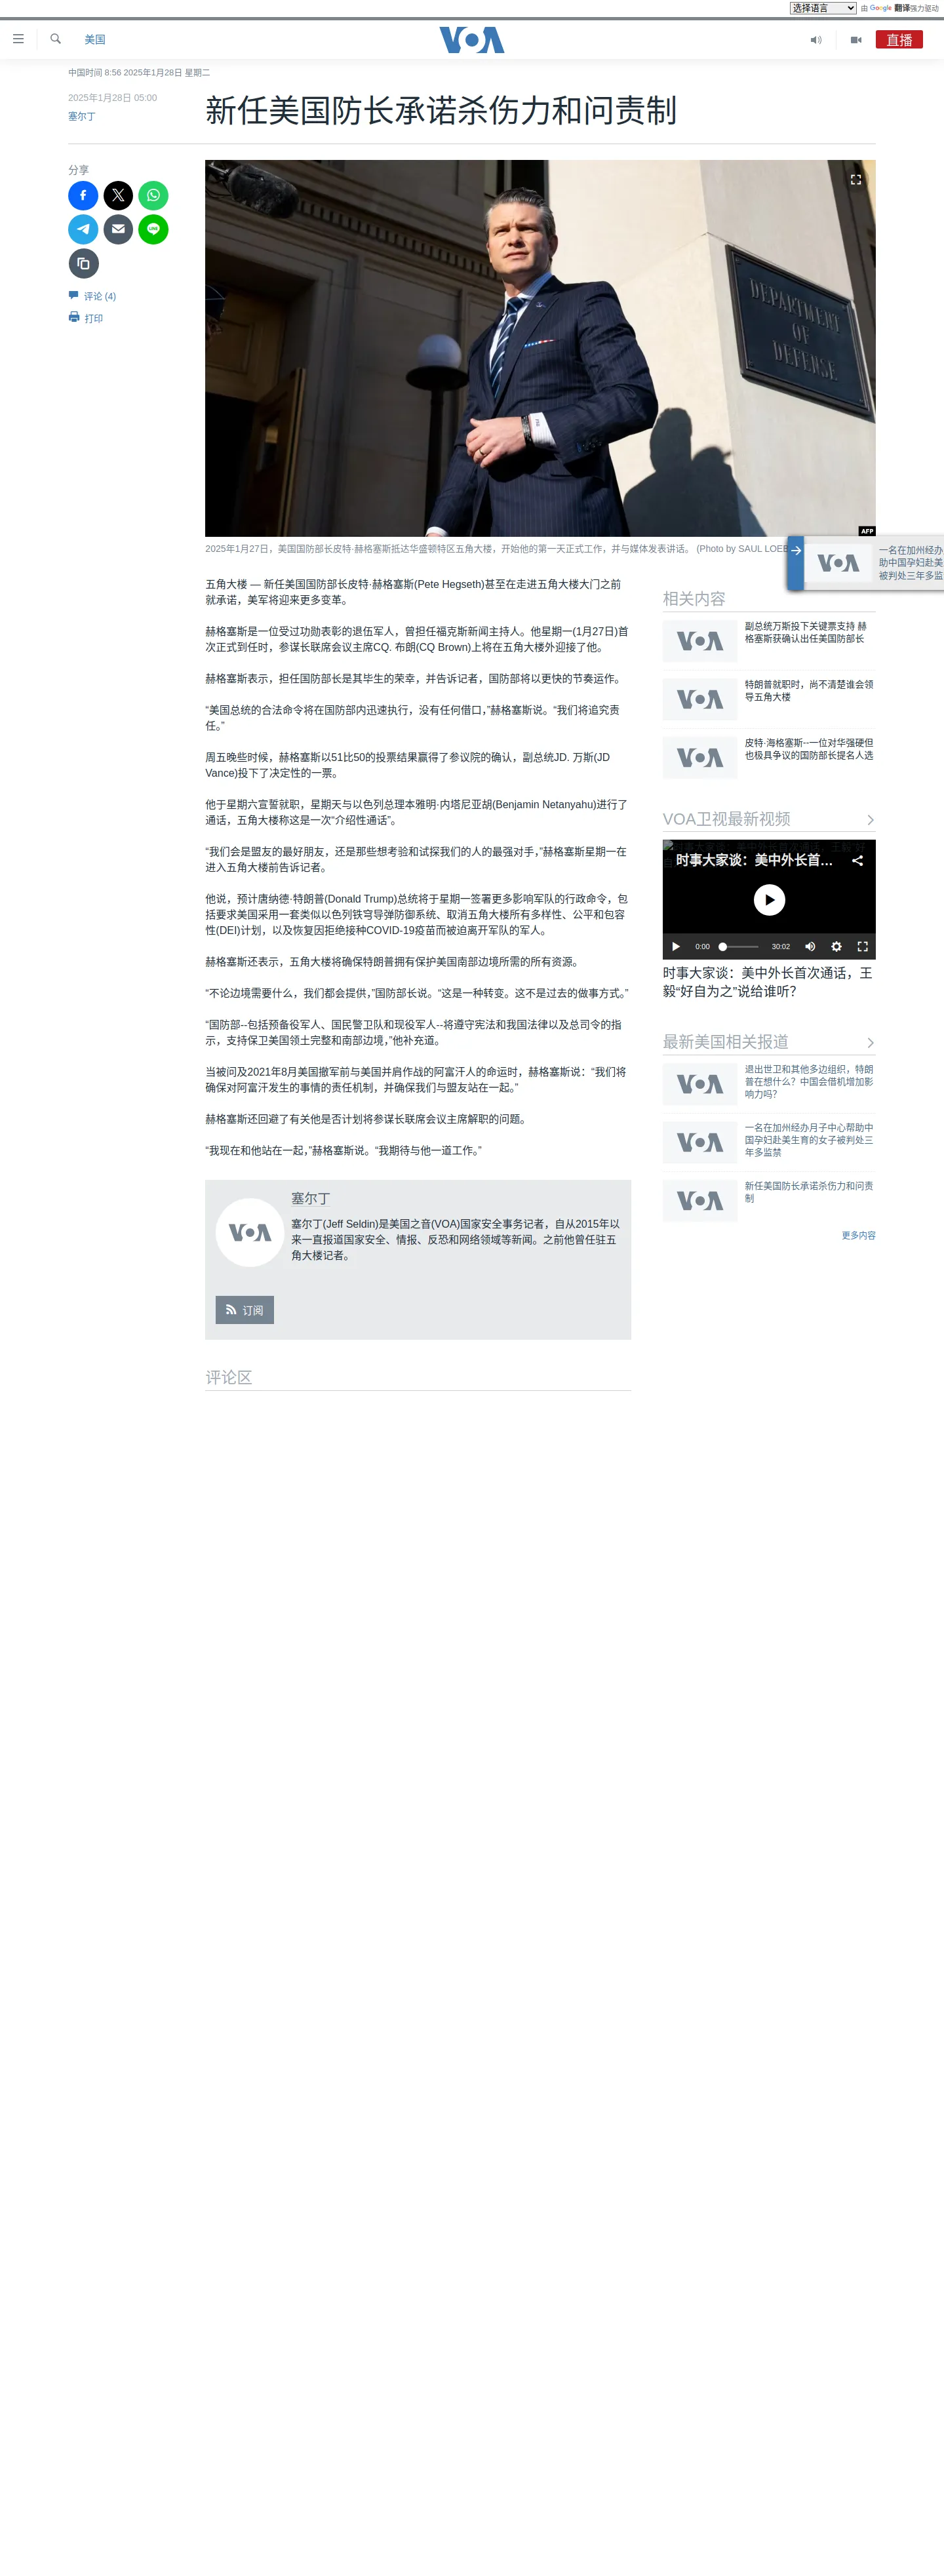 选择语言
由 Google 翻译强力驱动
美国
VOA
直播
中国时间 8:56 2025年1月28日 星期二
2025年1月28日 05:00
塞尔丁
新任美国防长承诺杀伤力和问责制
分享
LINE
评论 (4)
打印
DEPARTMENT
OF
DEFENSE
AFP
2025年1月27日，美国国防部长皮特·赫格塞斯抵达华盛顿特区五角大楼，开始他的第一天正式工作，并与媒体发表讲话。 (Photo by SAUL LOEB
一名在加州经办
助中国孕妇赴美
被判处三年多监
VOA
五角大楼 — 新任美国国防部长皮特·赫格塞斯(Pete Hegseth)甚至在走进五角大楼大门之前
就承诺，美军将迎来更多变革。
赫格塞斯是一位受过功勋表彰的退伍军人，曾担任福克斯新闻主持人。他星期一(1月27日)首
次正式到任时，参谋长联席会议主席CQ. 布朗(CQ Brown)上将在五角大楼外迎接了他。
赫格塞斯表示，担任国防部长是其毕生的荣幸，并告诉记者，国防部将以更快的节奏运作。
“美国总统的合法命令将在国防部内迅速执行，没有任何借口，”赫格塞斯说。“我们将追究责
任。”
周五晚些时候，赫格塞斯以51比50的投票结果赢得了参议院的确认，副总统JD. 万斯(JD
Vance)投下了决定性的一票。
他于星期六宣誓就职，星期天与以色列总理本雅明·内塔尼亚胡(Benjamin Netanyahu)进行了
通话，五角大楼称这是一次“介绍性通话”。
“我们会是盟友的最好朋友，还是那些想考验和试探我们的人的最强对手，”赫格塞斯星期一在
进入五角大楼前告诉记者。
他说，预计唐纳德·特朗普(Donald Trump)总统将于星期一签署更多影响军队的行政命令，包
括要求美国采用一套类似以色列铁穹导弹防御系统、取消五角大楼所有多样性、公平和包容
性(DEI)计划，以及恢复因拒绝接种COVID-19疫苗而被迫离开军队的军人。
赫格塞斯还表示，五角大楼将确保特朗普拥有保护美国南部边境所需的所有资源。
“不论边境需要什么，我们都会提供，”国防部长说。“这是一种转变。这不是过去的做事方式。”
“国防部--包括预备役军人、国民警卫队和现役军人--将遵守宪法和我国法律以及总司令的指
示，支持保卫美国领土完整和南部边境，”他补充道。
当被问及2021年8月美国撤军前与美国并肩作战的阿富汗人的命运时，赫格塞斯说：“我们将
确保对阿富汗发生的事情的责任机制，并确保我们与盟友站在一起。”
赫格塞斯还回避了有关他是否计划将参谋长联席会议主席解职的问题。
“我现在和他站在一起，”赫格塞斯说。“我期待与他一道工作。”
VOA
塞尔丁
塞尔丁(Jeff Seldin)是美国之音(VOA)国家安全事务记者，自从2015年以
来一直报道国家安全、情报、反恐和网络领域等新闻。之前他曾任驻五
角大楼记者。
订阅
评论区
相关内容
VOA
副总统万斯投下关键票支持 赫
格塞斯获确认出任美国防部长
VOA
特朗普就职时，尚不清楚谁会领
导五角大楼
VOA
皮特·海格塞斯--一位对华强硬但
也极具争议的国防部长提名人选
VOA卫视最新视频
时事大家谈：美中外长首...
0:00
30:02
时事大家谈：美中外长首次通话，王
毅“好自为之”说给谁听？
最新美国相关报道
VOA
退出世卫和其他多边组织，特朗
普在想什么？中国会借机增加影
响力吗？
VOA
一名在加州经办月子中心帮助中
国孕妇赴美生育的女子被判处三
年多监禁
VOA
新任美国防长承诺杀伤力和问责
制
更多内容